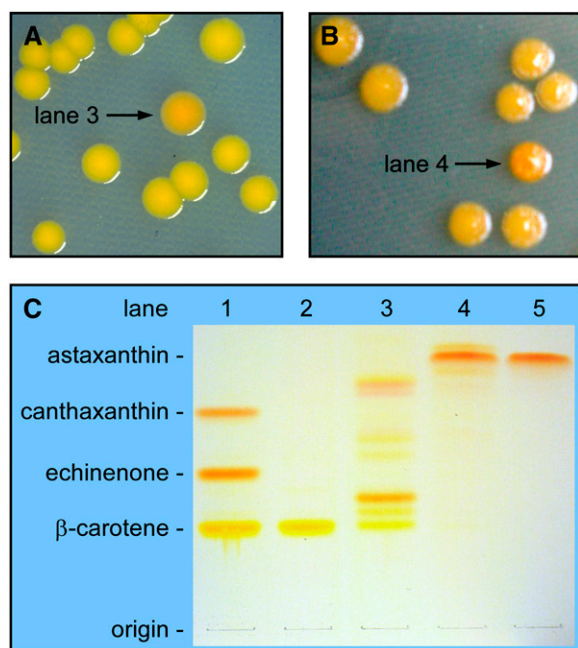 A
lane 3
B
lane 4
C
lane 1 2 3 4 5
astaxanthin -
canthaxanthin -
echinenone -
β-carotene -
origin -